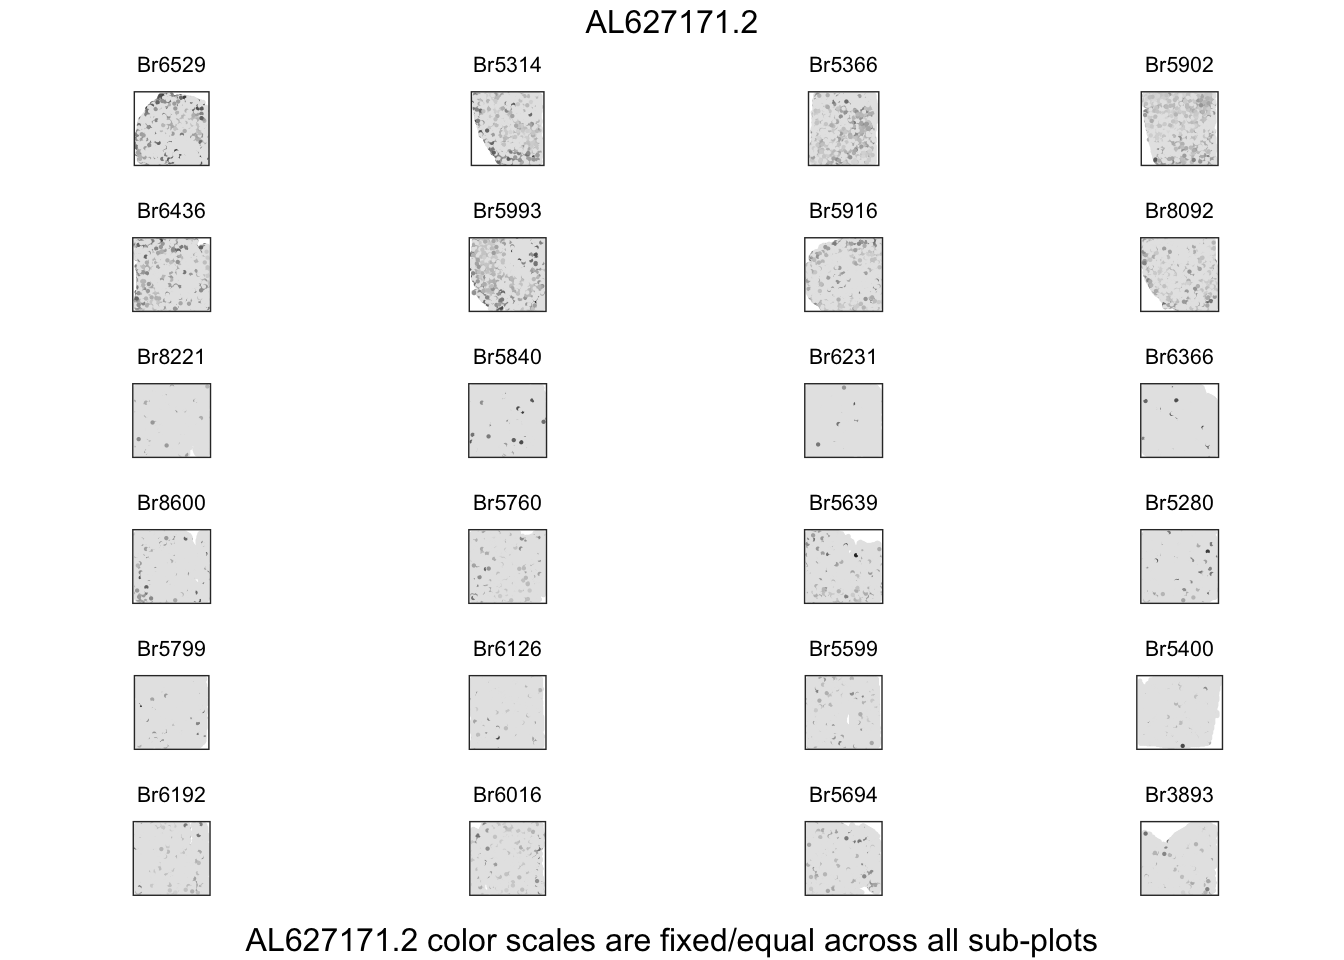 AL627171.2
Br6529 Br5314 Br5366 Br5902
Br6436 Br5993 Br5916 Br8092
Br8221 Br5840 Br6231 Br6366
Br8600 Br5760 Br5639 Br5280
Br5799 Br6126 Br5599 Br5400
Br6192 Br6016 Br5694 Br3893
AL627171.2 color scales are fixed/equal across all sub-plots